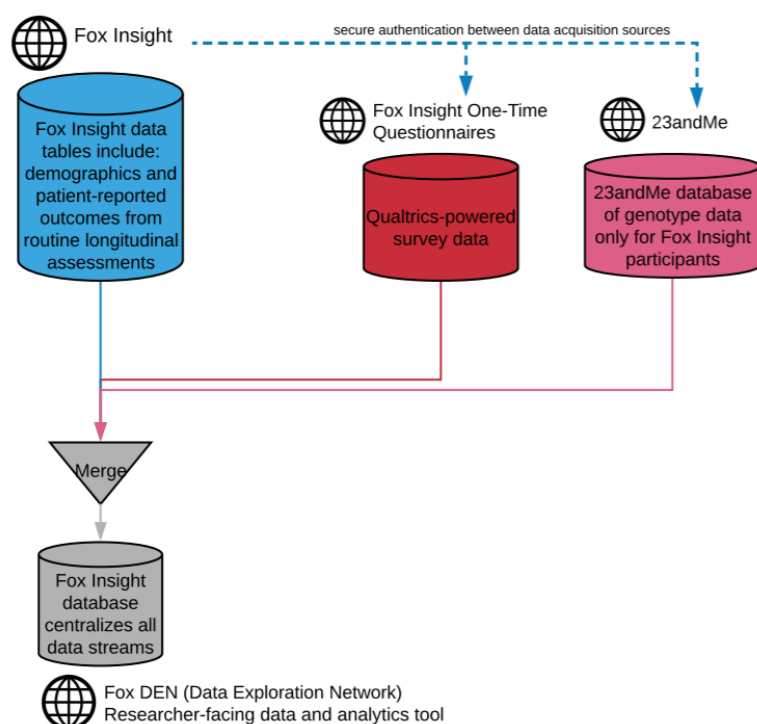 Fox Insight
secure authentication between data acquisition sources
Fox Insight data
tables include:
demographics and
patient-reported
outcomes from
routine longitudinal
assessments
Fox Insight One-Time
Questionnaires
Qualtrics-powered
survey data
23andMe
23andMe database
of genotype data
only for Fox Insight
participants
Merge
Fox Insight
database
centralizes all
data streams
Fox DEN (Data Exploration Network)
Researcher-facing data and analytics tool